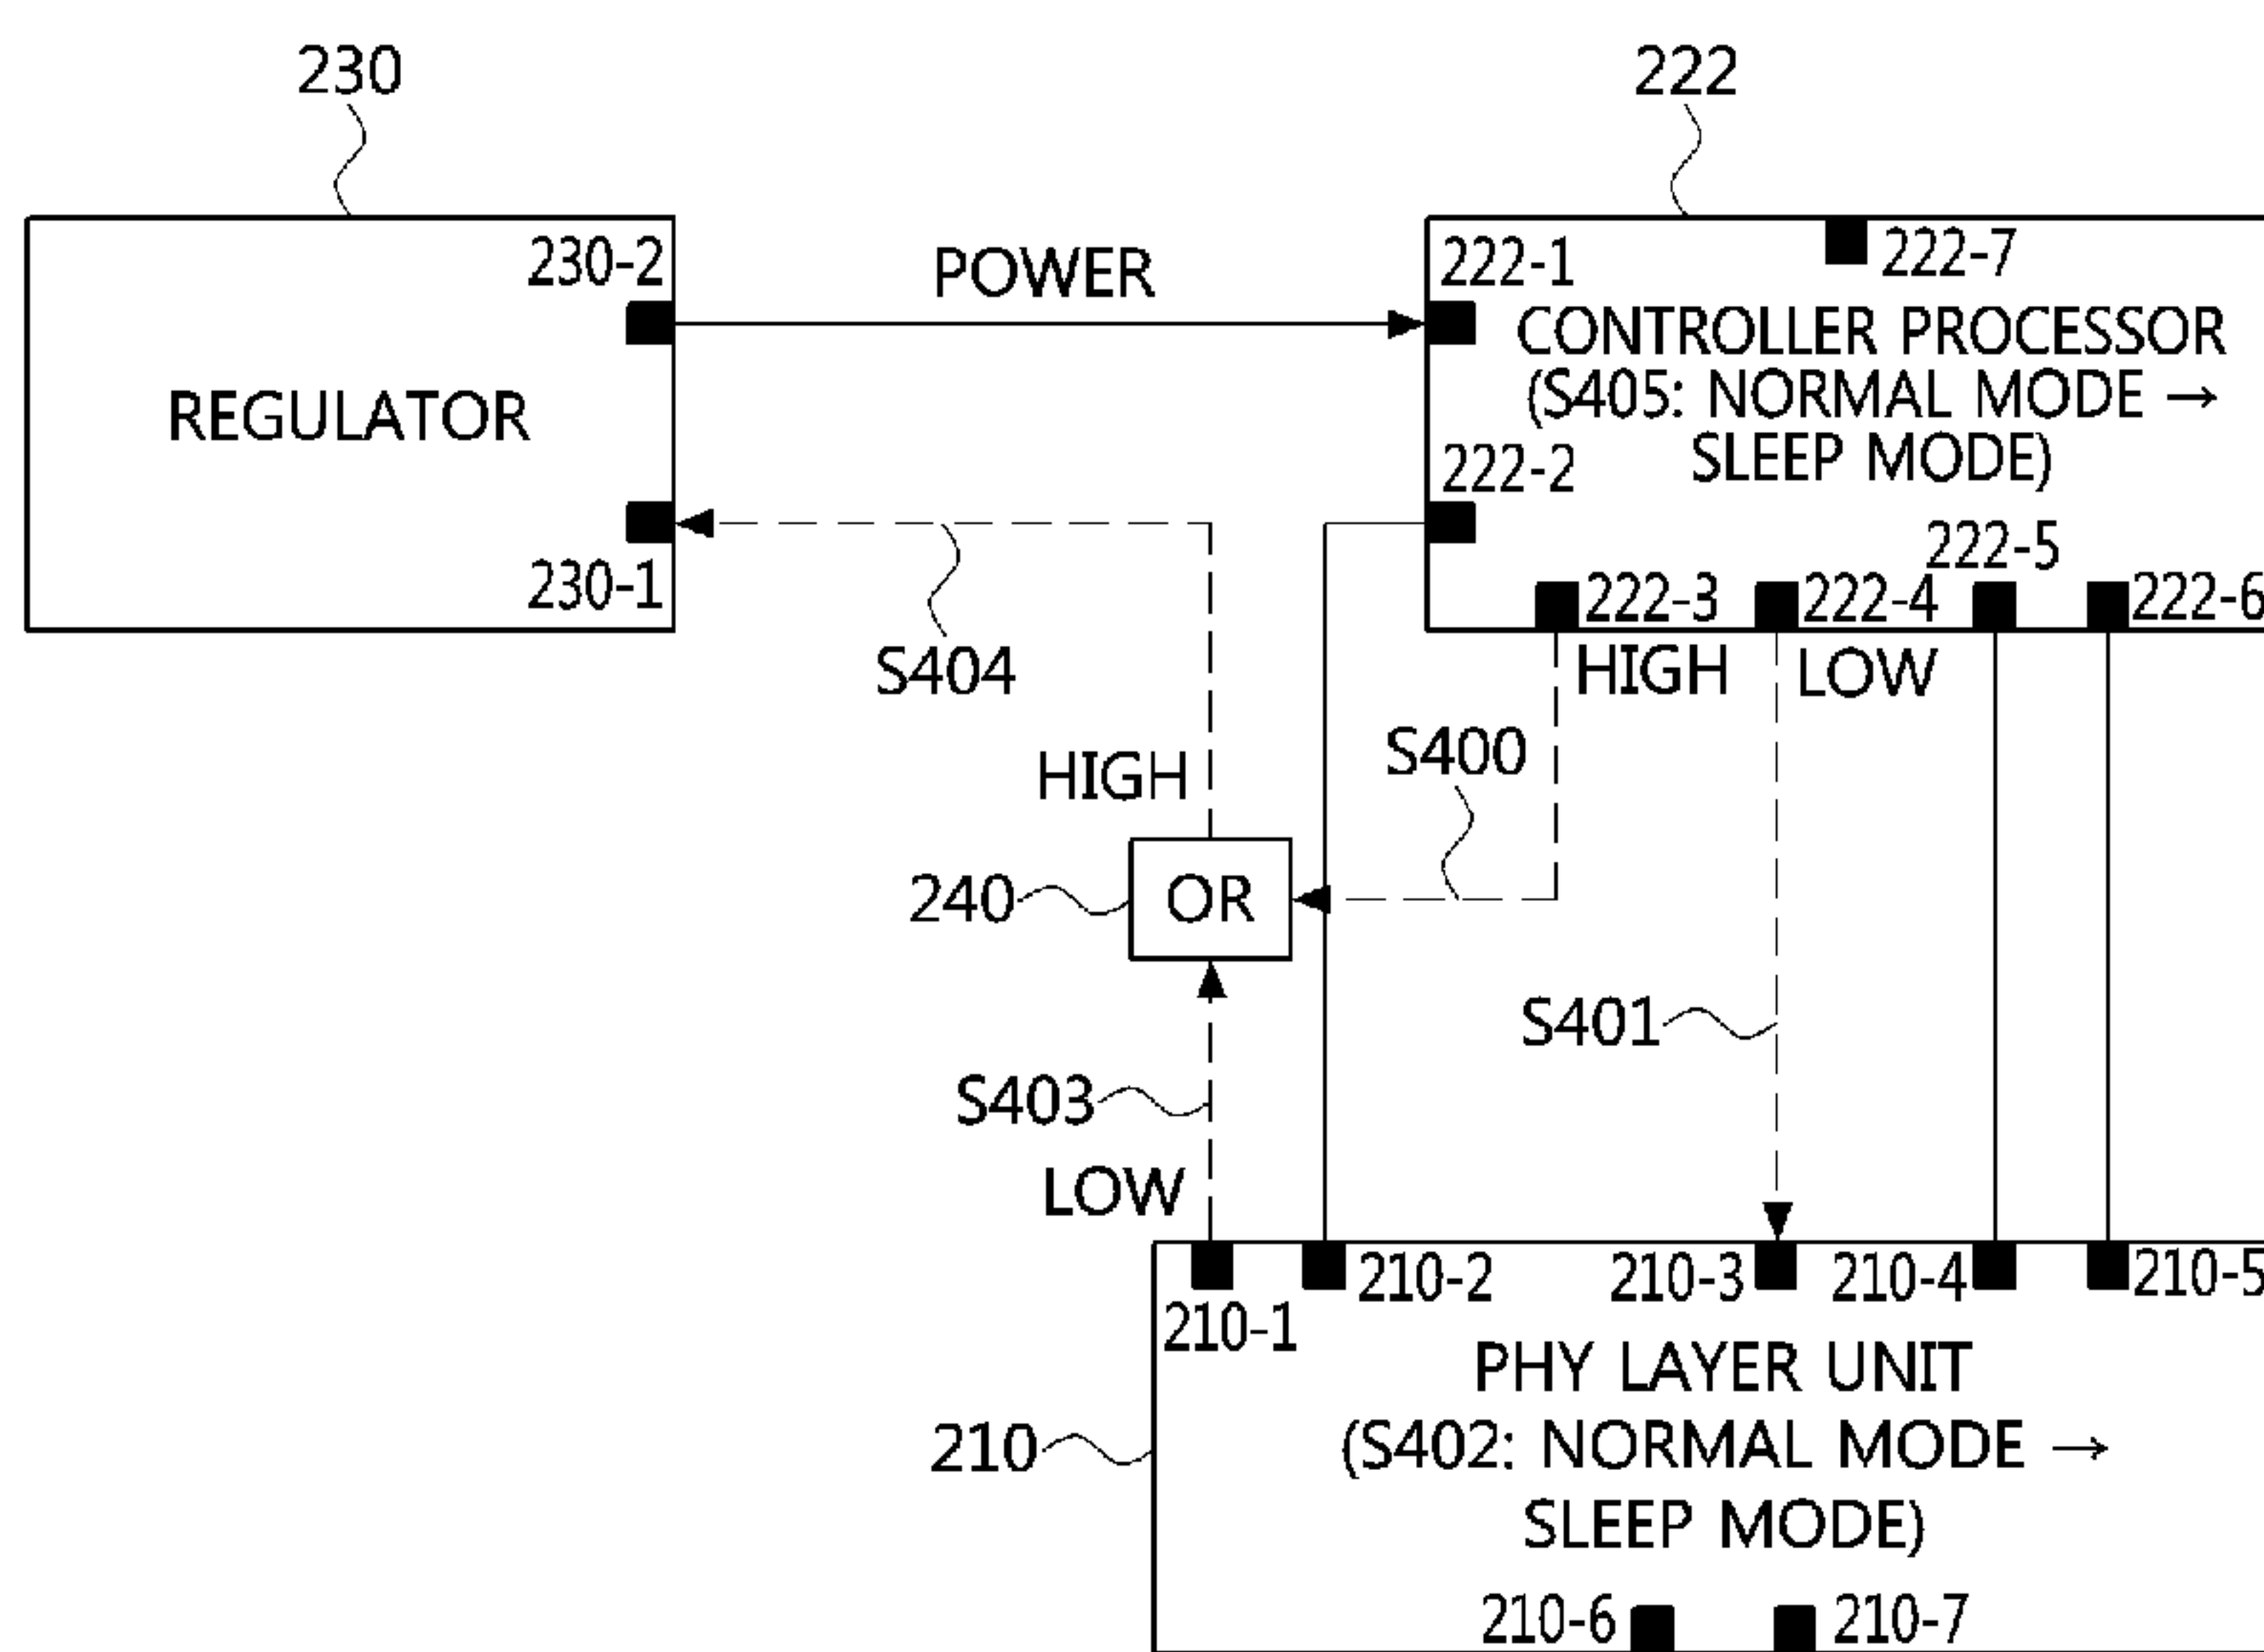 230
222
230-2
POWER
222-1
222-7
CONTROLLER PROCESSOR
(S405: NORMAL MODE →
SLEEP MODE)
REGULATOR
222-2
222-5
230-1
222-3
222-4
222-6
S404
HIGH
LOW
S400
HIGH
240
OR
S401
S403
LOW
210-1
210-2
210-3
210-4
210-5
PHY LAYER UNIT
210
(S402: NORMAL MODE →
SLEEP MODE)
210-6
210-7